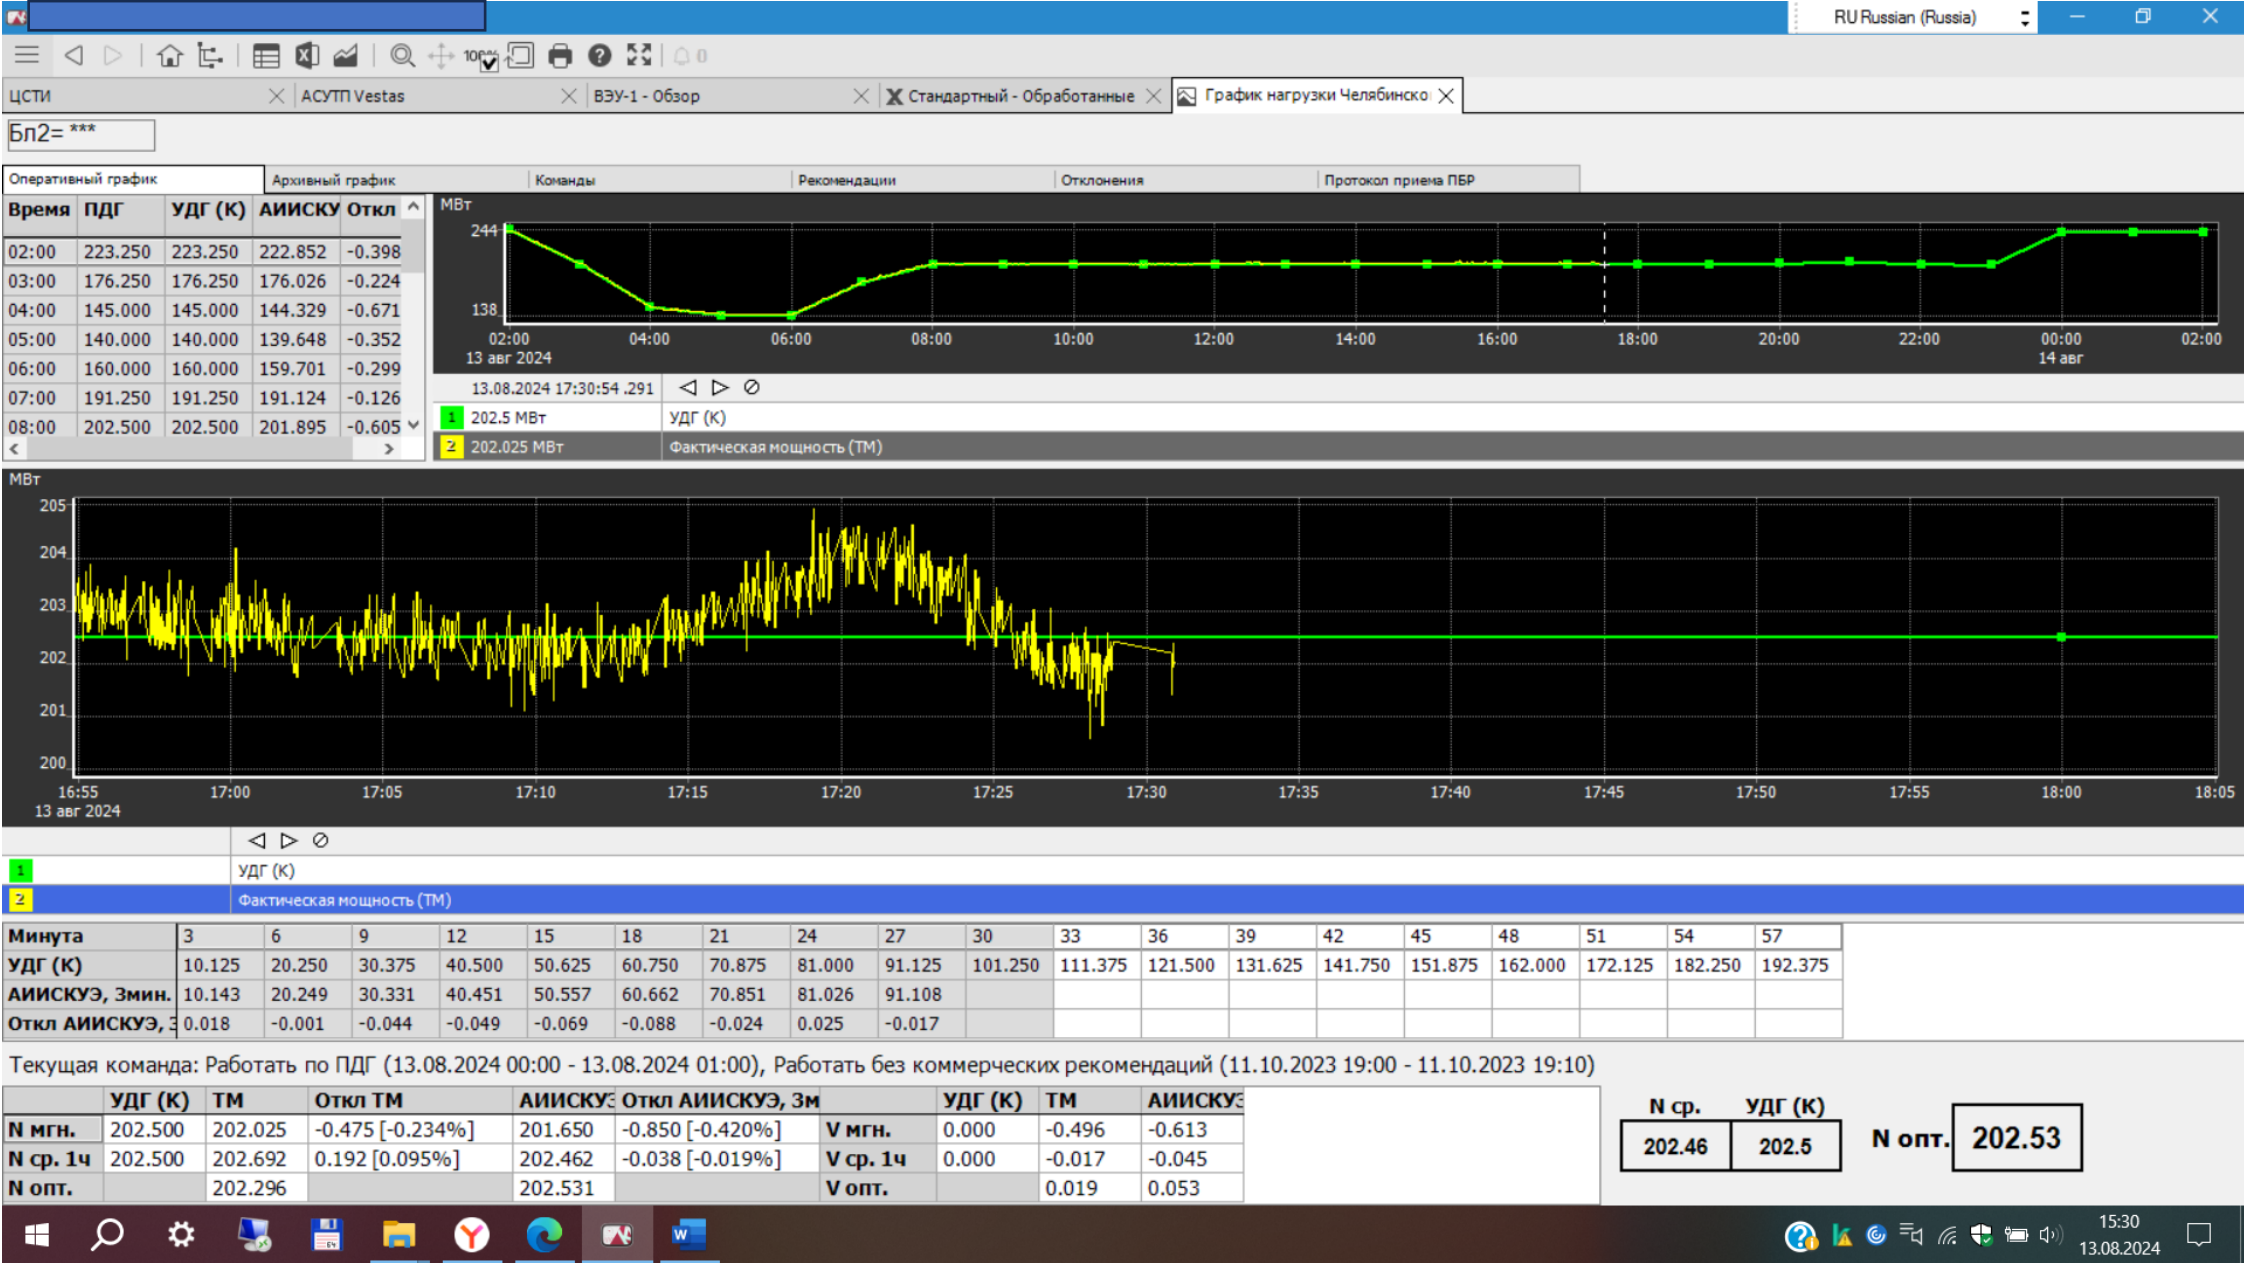 RU Russian (Russia)
100%
0
ЦСТИ
АСУТП Vestas
ВЭУ-1 - Обзор
Стандартный - Обработанные
График нагрузки Челябинско
Бл2= ***
Оперативный график
Архивный график
Команды
Рекомендации
Отклонения
Протокол приема ПБР
Время ПДГ УДГ (К) АИИСКУ Откл
02:00 223.250 223.250 222.852 -0.398
03:00 176.250 176.250 176.026 -0.224
04:00 145.000 145.000 144.329 -0.671
05:00 140.000 140.000 139.648 -0.352
06:00 160.000 160.000 159.701 -0.299
07:00 191.250 191.250 191.124 -0.126
08:00 202.500 202.500 201.895 -0.605
МВт
244
138
02:00 04:00 06:00 08:00 10:00 12:00 14:00 16:00 18:00 20:00 22:00 00:00 02:00
13 авг 2024 14 авг
13.08.2024 17:30:54 .291
1 202.5 МВт УДГ (К)
2 202.025 МВт Фактическая мощность (ТМ)
МВт
205
204
203
202
201
200
16:55 17:00 17:05 17:10 17:15 17:20 17:25 17:30 17:35 17:40 17:45 17:50 17:55 18:00 18:05
13 авг 2024
1 УДГ (К)
2 Фактическая мощность (ТМ)
Минута 3 6 9 12 15 18 21 24 27 30 33 36 39 42 45 48 51 54 57
УДГ (К) 10.125 20.250 30.375 40.500 50.625 60.750 70.875 81.000 91.125 101.250 111.375 121.500 131.625 141.750 151.875 162.000 172.125 182.250 192.375
АИИСКУЭ, 3мин. 10.143 20.249 30.331 40.451 50.557 60.662 70.851 81.026 91.108
Откл АИИСКУЭ, 3 0.018 -0.001 -0.044 -0.049 -0.069 -0.088 -0.024 0.025 -0.017
Текущая команда: Работать по ПДГ (13.08.2024 00:00 - 13.08.2024 01:00), Работать без коммерческих рекомендаций (11.10.2023 19:00 - 11.10.2023 19:10)
УДГ (К) ТМ Откл ТМ АИИСКУЭ Откл АИИСКУЭ, 3м УДГ (К) ТМ АИИСКУЭ
N мгн. 202.500 202.025 -0.475 [-0.234%] 201.650 -0.850 [-0.420%] V мгн. 0.000 -0.496 -0.613
N ср. 1ч 202.500 202.692 0.192 [0.095%] 202.462 -0.038 [-0.019%] V ср. 1ч 0.000 -0.017 -0.045
N опт. 202.296 202.531 V опт. 0.019 0.053
N ср. УДГ (К)
202.46 202.5
N опт. 202.53
15:30
13.08.2024